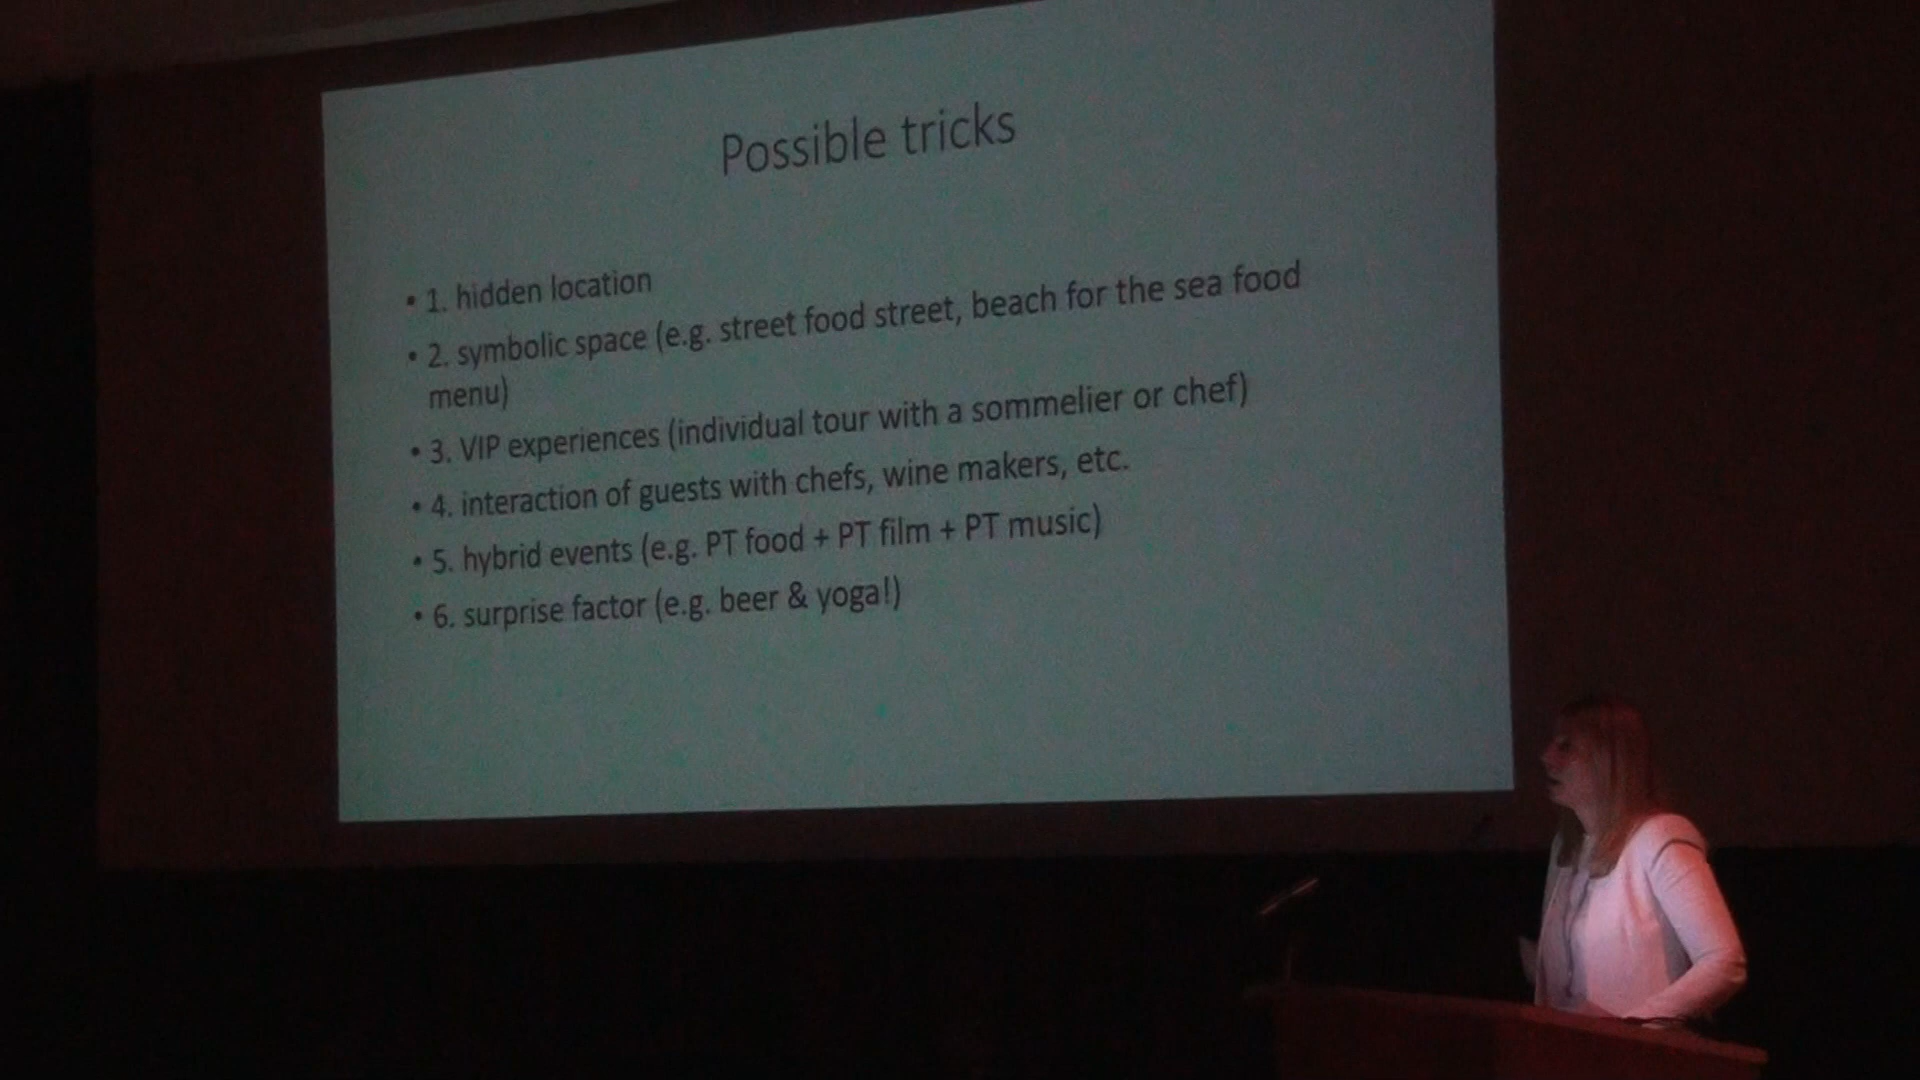 Possible tricks
• 1. hidden location
• 2. symbolic space (e.g. street food street, beach for the sea food
menu)
• 3. VIP experiences (individual tour with a sommelier or chef)
• 4. interaction of guests with chefs, wine makers, etc.
• 5. hybrid events (e.g. PT food + PT film + PT music)
• 6. surprise factor (e.g. beer & yoga!)